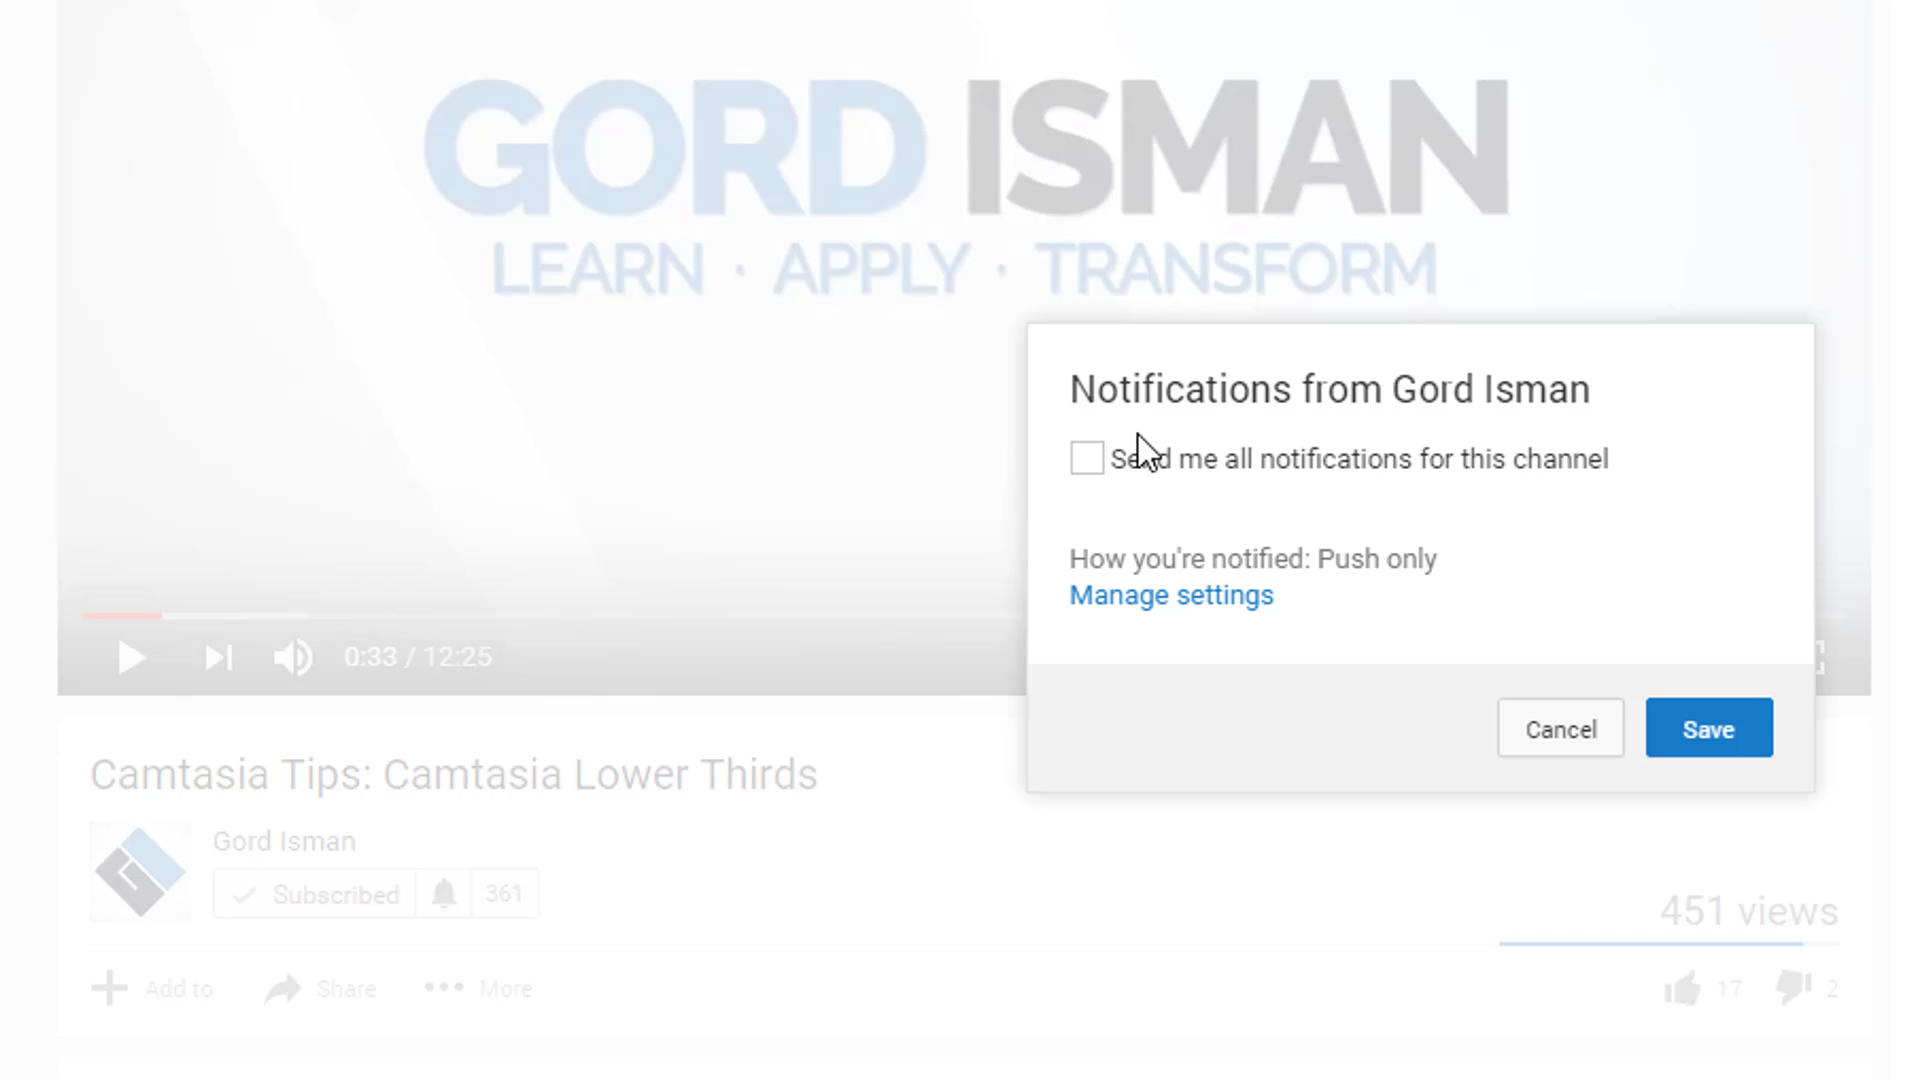 GORD ISMAN
LEARN · APPLY · TRANSFORM
Notifications from Gord Isman
Send me all notifications for this channel
How you're notified: Push only
Manage settings
0:33 / 12:25
Cancel
Save
Camtasia Tips: Camtasia Lower Thirds
Gord Isman
Subscribed 361
451 views
Add to Share More
17 2